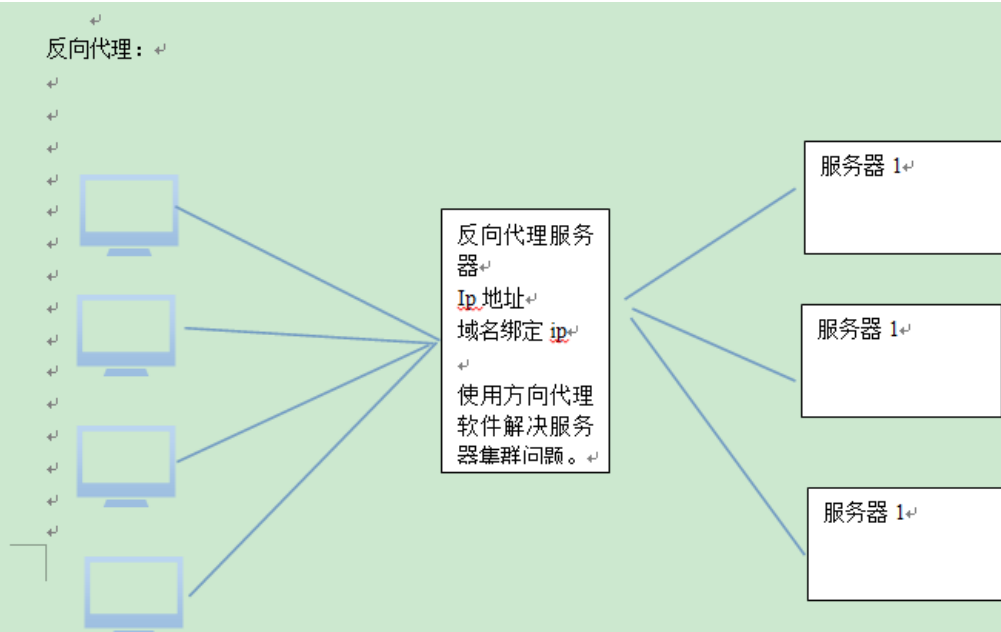 反向代理：
服务器 1
反向代理服务
器
Ip 地址
域名绑定 ip
使用方向代理
软件解决服务
器集群问题。
服务器 1
服务器 1